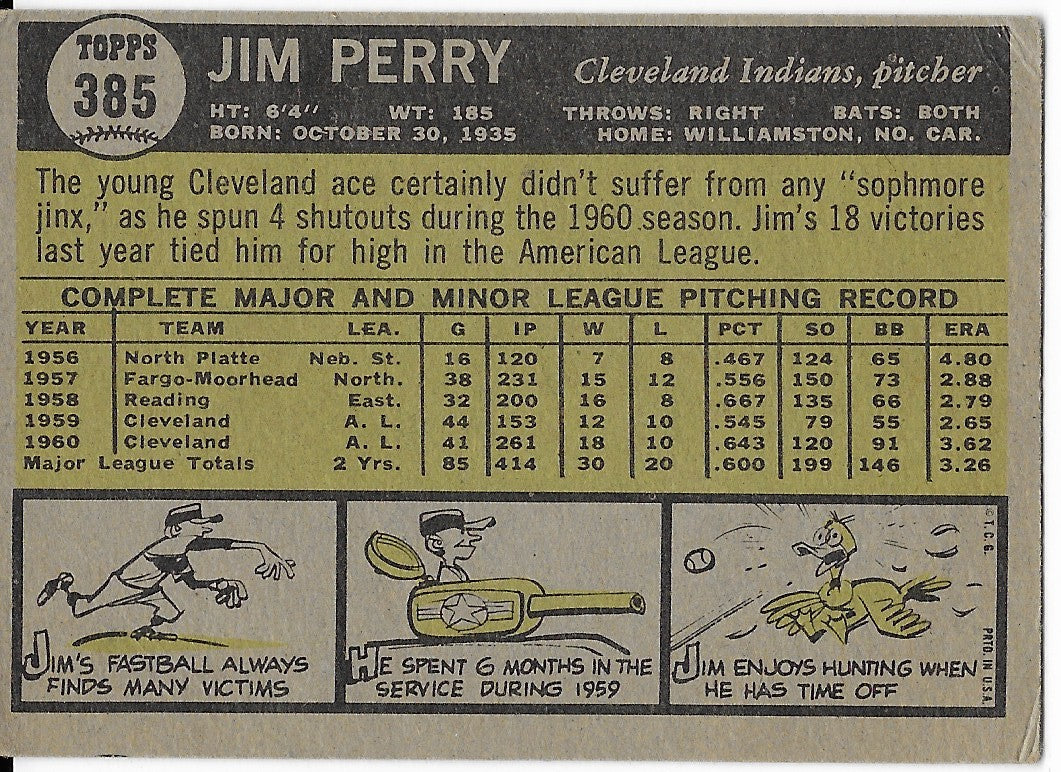 TOPPS
385
JIM PERRY
Cleveland Indians, pitcher
HT: 6'4" WT: 185 THROWS: RIGHT BATS: BOTH
BORN: OCTOBER 30, 1935 HOME: WILLIAMSTON, NO. CAR.
The young Cleveland ace certainly didn't suffer from any "sophmore
jinx," as he spun 4 shutouts during the 1960 season. Jim's 18 victories
last year tied him for high in the American League.
COMPLETE MAJOR AND MINOR LEAGUE PITCHING RECORD
YEAR TEAM LEA. G IP W L PCT SO BB ERA
1956 North Platte Neb. St. 16 120 7 8 .467 124 65 4.80
1957 Fargo-Moorhead North. 38 231 15 12 .556 150 73 2.88
1958 Reading East. 32 200 16 8 .667 135 66 2.79
1959 Cleveland A. L. 44 153 12 10 .545 79 55 2.65
1960 Cleveland A. L. 41 261 18 10 .643 120 91 3.62
Major League Totals 2 Yrs. 85 414 30 20 .600 199 146 3.26
JIM'S FASTBALL ALWAYS
FINDS MANY VICTIMS
HE SPENT 6 MONTHS IN THE
SERVICE DURING 1959
JIM ENJOYS HUNTING WHEN
HE HAS TIME OFF
© T. C. G. PRTD. IN U.S.A.